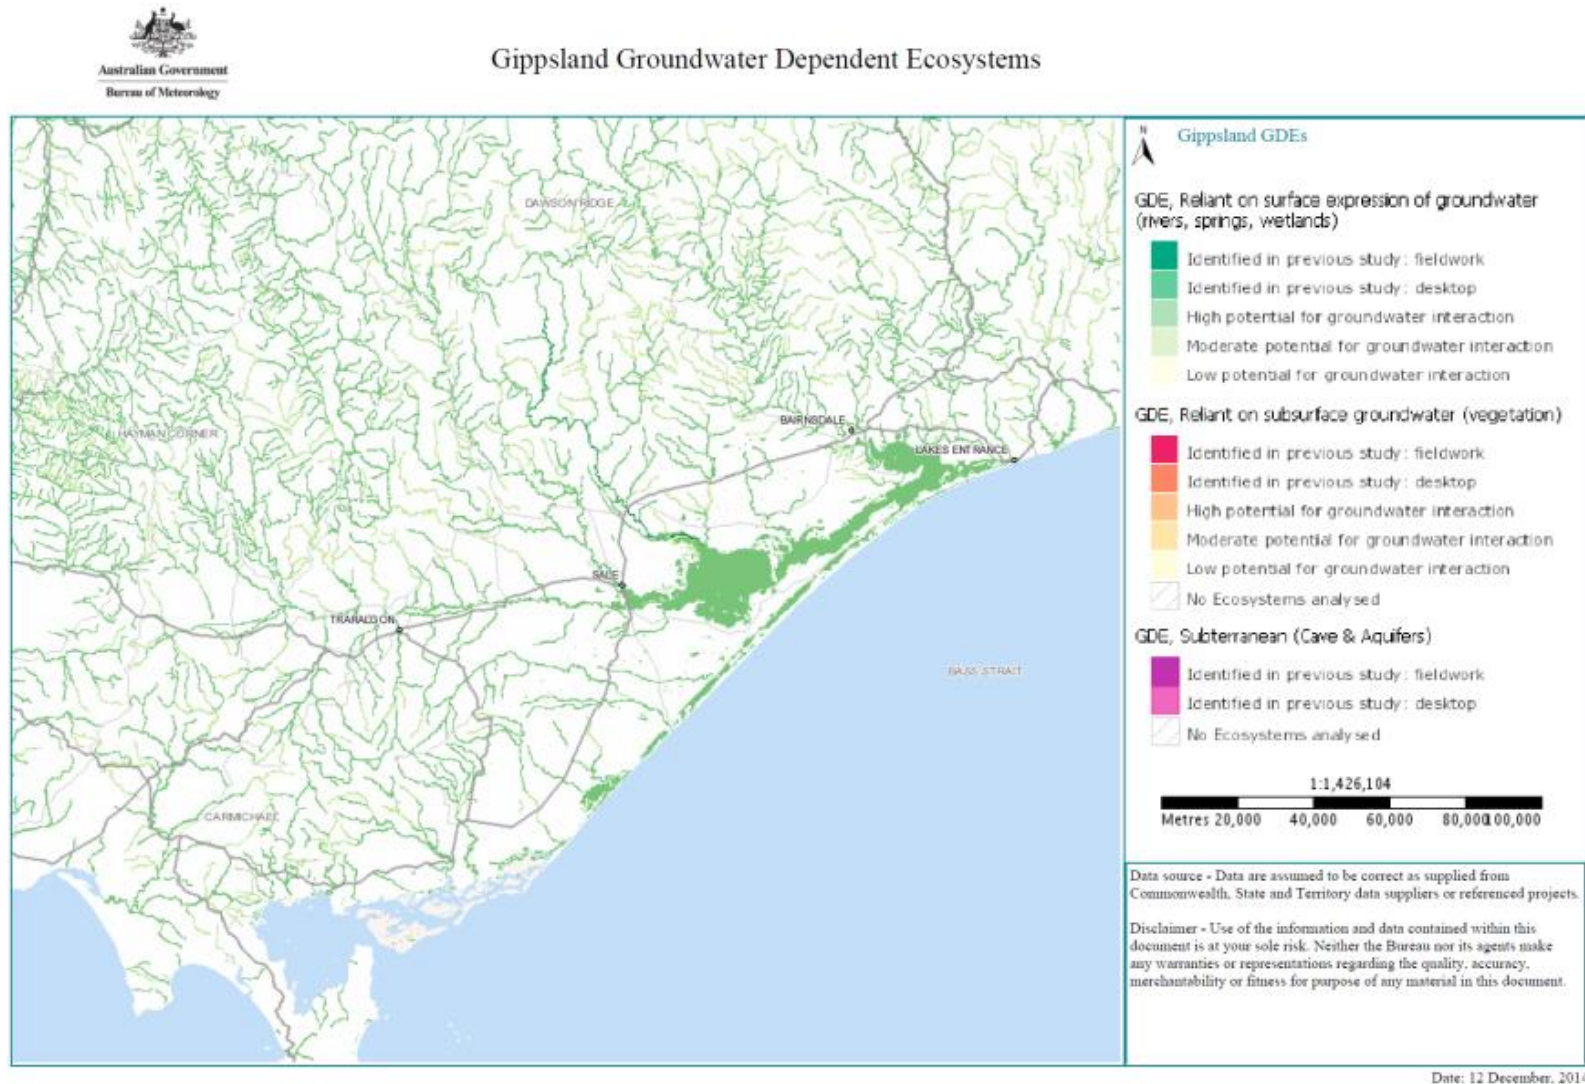 Australian Government
Bureau of Meteorology
Gippsland Groundwater Dependent Ecosystems
DAWSON RIDGE
HAYMAN CORNER
BAIRNSDALE
LAKES ENTRANCE
SALE
TRARALGON
BASS STRAIT
CARMICHAEL
N
Gippsland GDEs
GDE, Reliant on surface expression of groundwater
(rivers, springs, wetlands)
Identified in previous study: fieldwork
Identified in previous study: desktop
High potential for groundwater interaction
Moderate potential for groundwater interaction
Low potential for groundwater interaction
GDE, Reliant on subsurface groundwater (vegetation)
Identified in previous study: fieldwork
Identified in previous study: desktop
High potential for groundwater interaction
Moderate potential for groundwater interaction
Low potential for groundwater interaction
No Ecosystems analysed
GDE, Subterranean (Cave & Aquifers)
Identified in previous study: fieldwork
Identified in previous study: desktop
No Ecosystems analysed
1:1,426,104
Metres 20,000 40,000 60,000 80,000 100,000
Data source - Data are assumed to be correct as supplied from
Commonwealth, State and Territory data suppliers or referenced projects.
Disclaimer - Use of the information and data contained within this
document is at your sole risk. Neither the Bureau nor its agents make
any warranties or representations regarding the quality, accuracy,
merchantability or fitness for purpose of any material in this document.
Date: 12 December, 2014